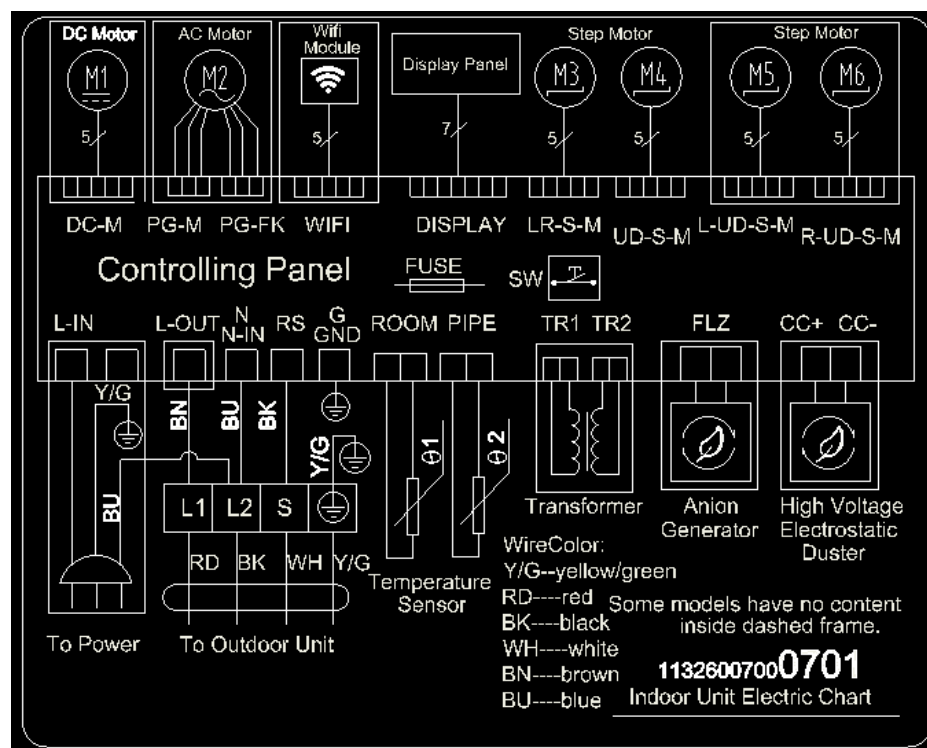 DC Motor
AC Motor
Wifi
Module
Step Motor
Step Motor
M1
M2
Display Panel
M3
M4
M5
M6
5
5
7
5
5
5
5
DC-M
PG-M
PG-FK
WIFI
DISPLAY
LR-S-M
UD-S-M
L-UD-S-M
R-UD-S-M
Controlling Panel
FUSE
SW
L-IN
L-OUT
N
N-IN
RS
G
GND
ROOM
PIPE
TR1
TR2
FLZ
CC+
CC-
Y/G
BN
BU
BK
Y/G
θ1
θ2
BU
L1
L2
S
Transformer
Anion
Generator
High Voltage
Electrostatic
Duster
RD
BK
WH
Y/G
Temperature
Sensor
To Power
To Outdoor Unit
WireColor:
Y/G--yellow/green
RD----red
BK----black
WH----white
BN----brown
BU----blue
Some models have no content
inside dashed frame.
11326007000701
Indoor Unit Electric Chart